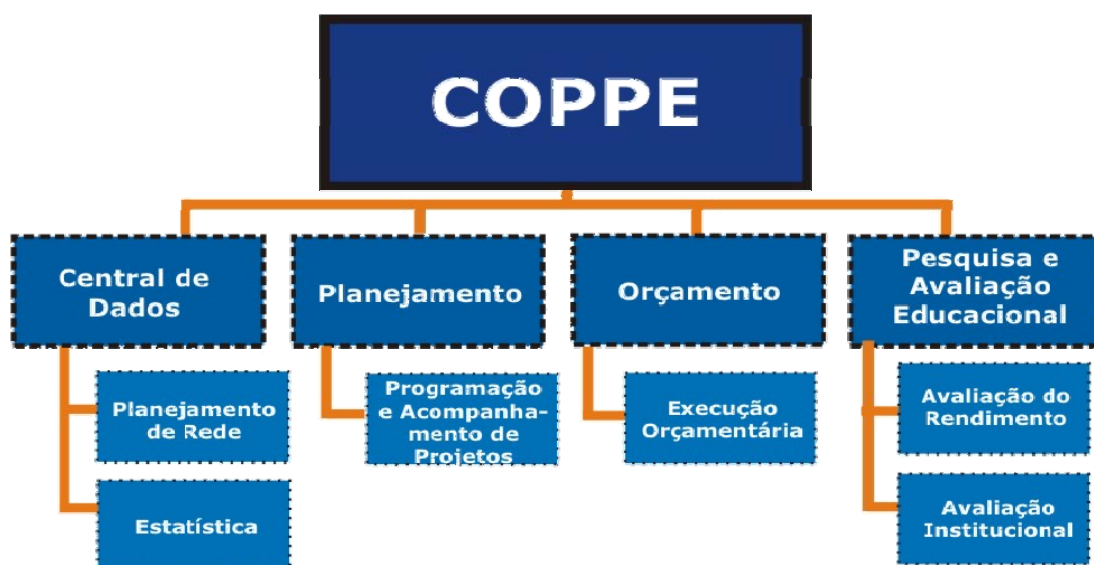 COPPE
Central de
Dados
Planejamento
Orçamento
Pesquisa e
Avaliação
Educacional
Planejamento
de Rede
Estatística
Programação
e Acompanha-
mento de
Projetos
Execução
Orçamentária
Avaliação do
Rendimento
Avaliação
Institucional